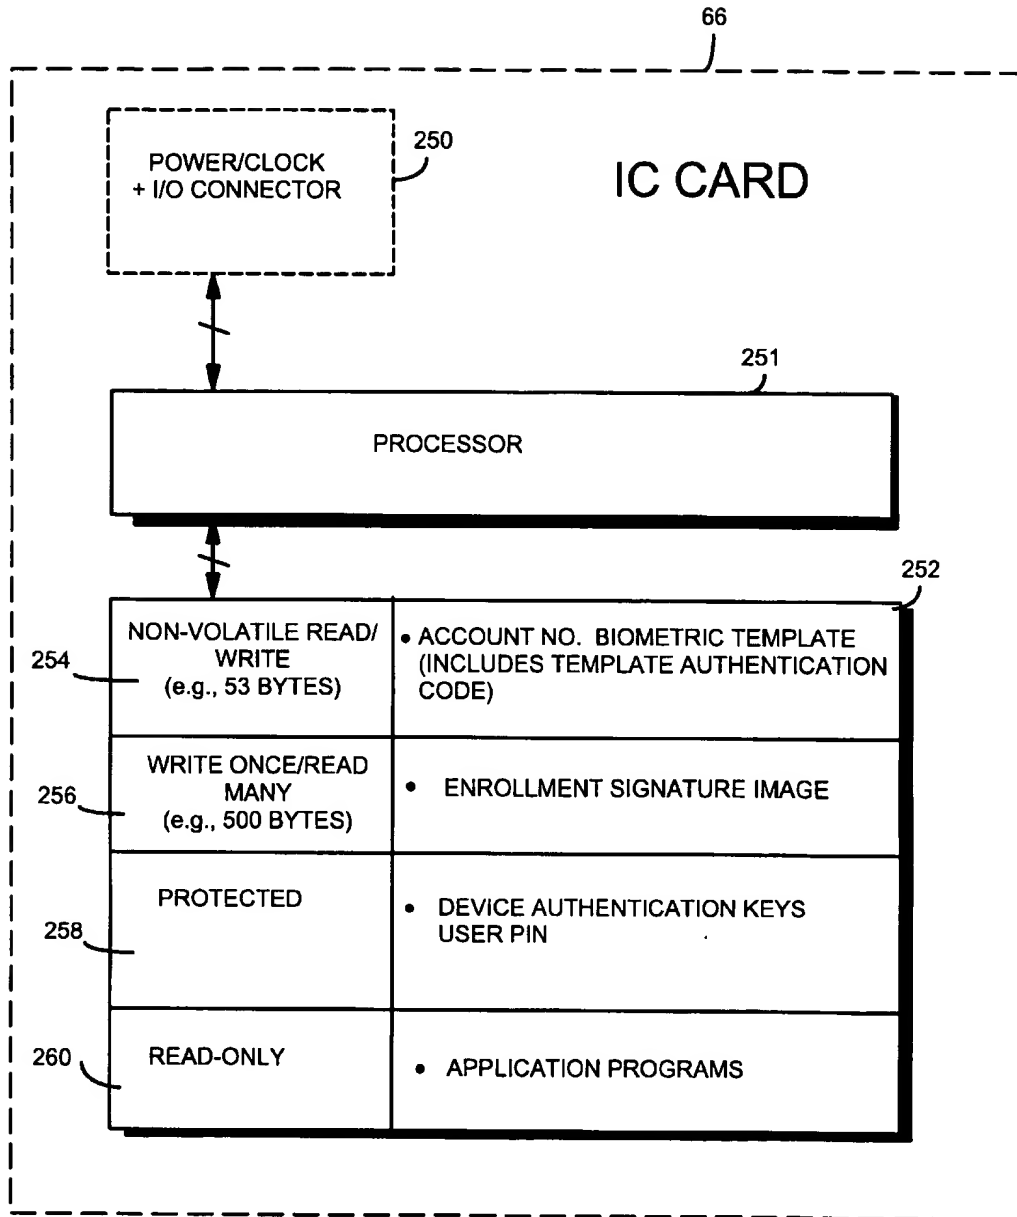 66
POWER/CLOCK
+ I/O CONNECTOR
250
IC CARD
251
PROCESSOR
252
NON-VOLATILE READ/
WRITE
(e.g., 53 BYTES)
254
• ACCOUNT NO. BIOMETRIC TEMPLATE
(INCLUDES TEMPLATE AUTHENTICATION
CODE)
WRITE ONCE/READ
MANY
(e.g., 500 BYTES)
256
• ENROLLMENT SIGNATURE IMAGE
PROTECTED
258
• DEVICE AUTHENTICATION KEYS
USER PIN
READ-ONLY
260
• APPLICATION PROGRAMS